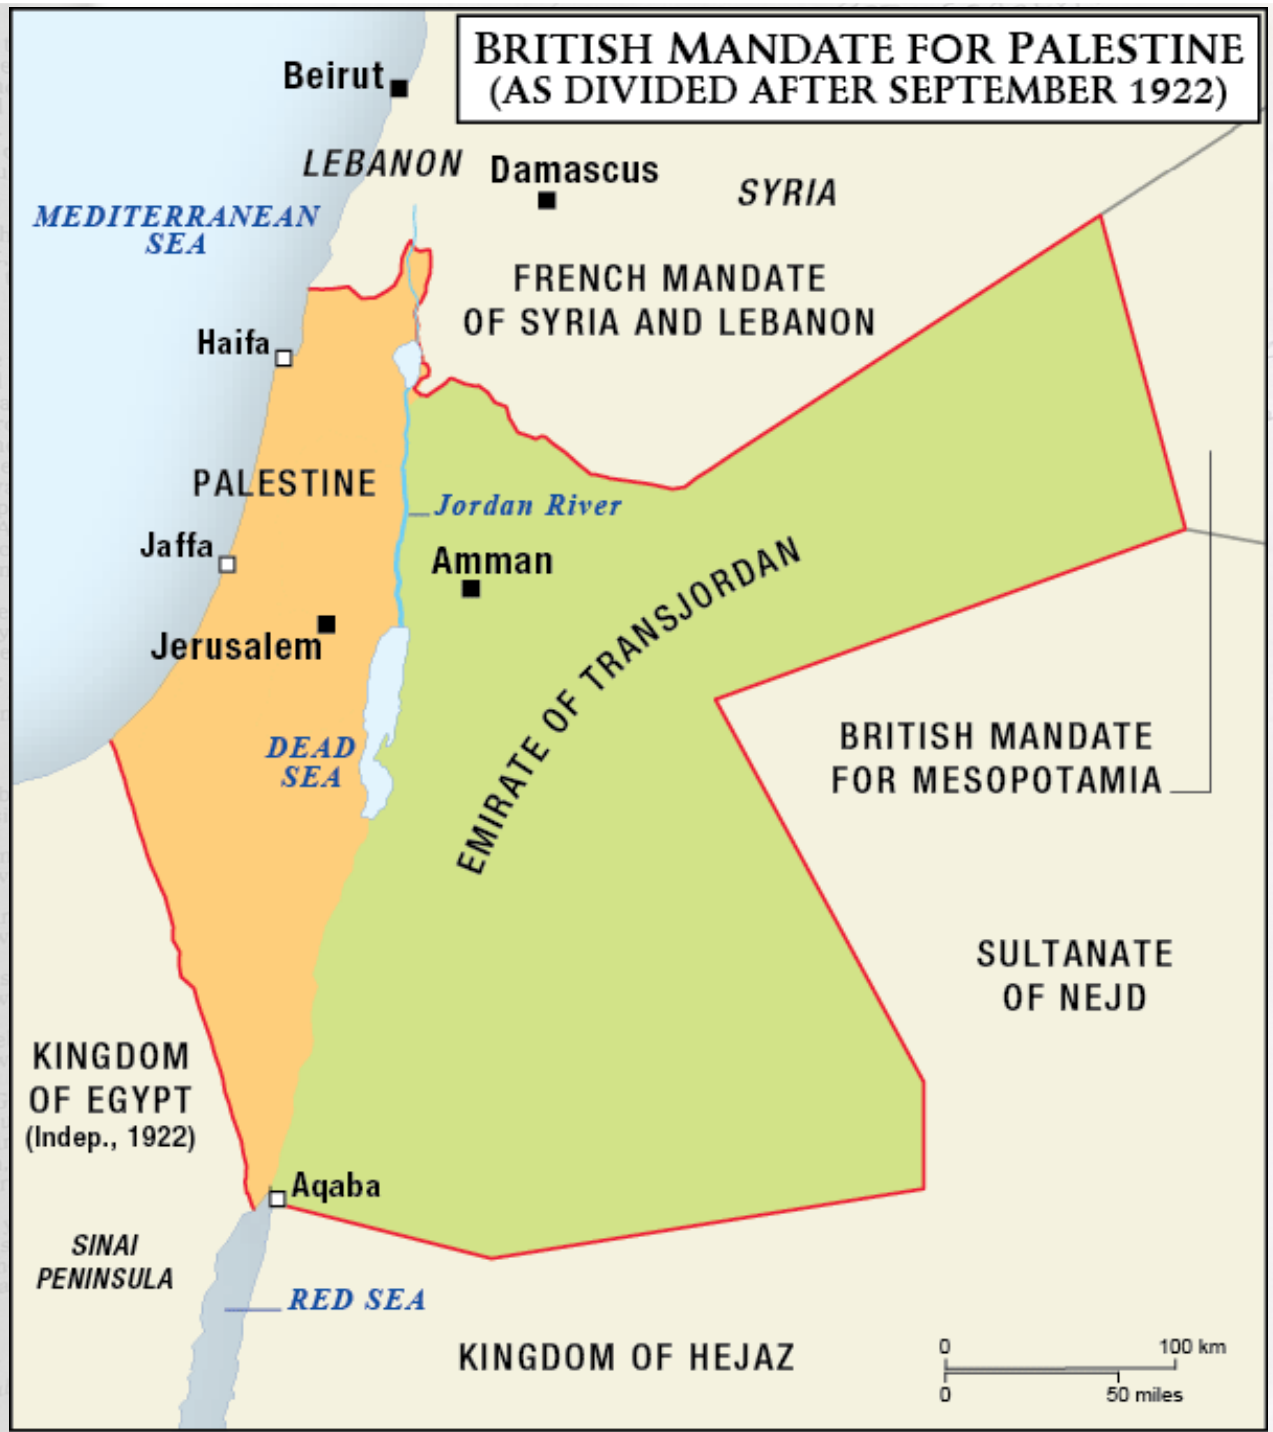 BRITISH MANDATE FOR PALESTINE
(AS DIVIDED AFTER SEPTEMBER 1922)
Beirut
LEBANON
Damascus
SYRIA
MEDITERRANEAN
SEA
FRENCH MANDATE
OF SYRIA AND LEBANON
Haifa
PALESTINE
Jordan River
Jaffa
Amman
EMIRATE OF TRANSJORDAN
Jerusalem
DEAD
SEA
BRITISH MANDATE
FOR MESOPOTAMIA
SULTANATE
OF NEJD
KINGDOM
OF EGYPT
(Indep., 1922)
Aqaba
SINAI
PENINSULA
RED SEA
KINGDOM OF HEJAZ
0 100 km
0 50 miles